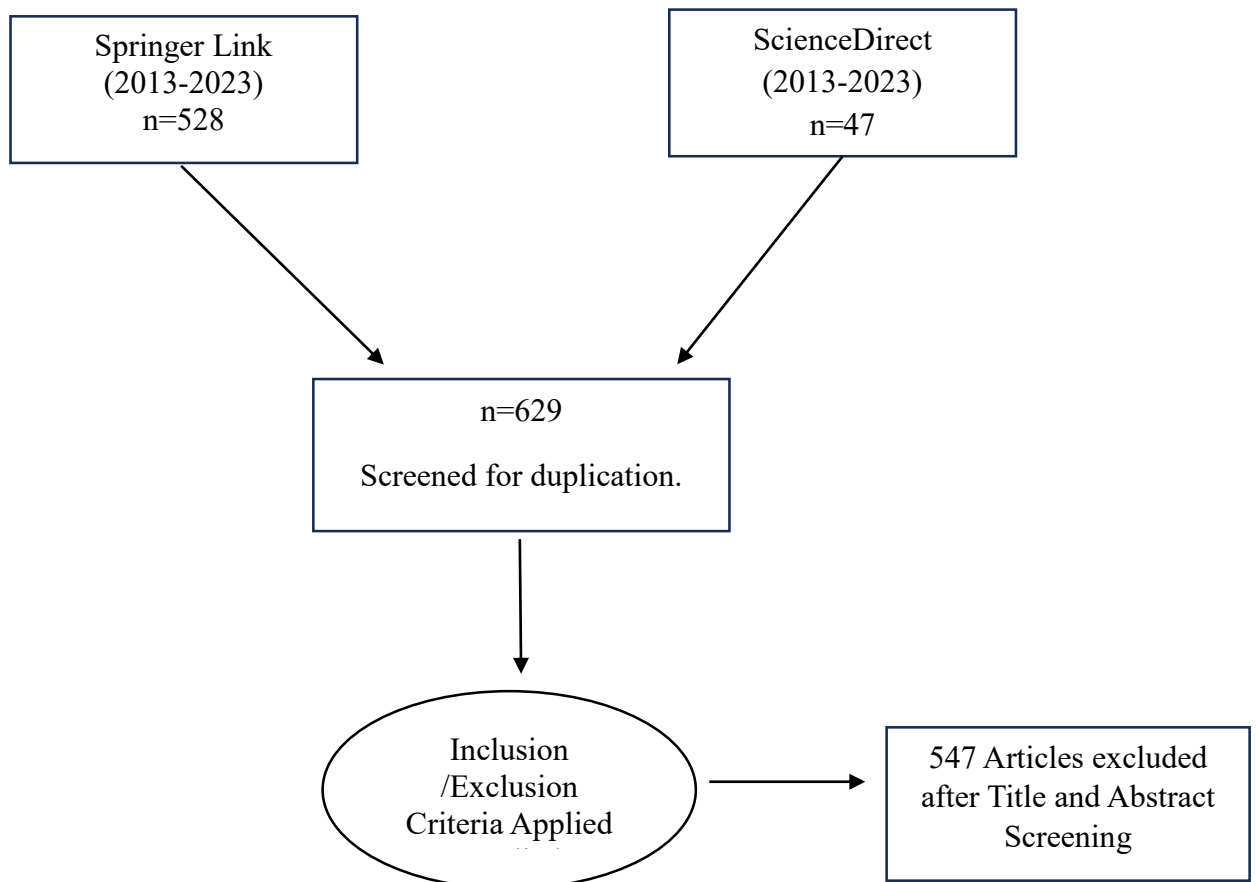 Springer Link
(2013-2023)
n=528
ScienceDirect
(2013-2023)
n=47
n=629
Screened for duplication.
Inclusion
/Exclusion
Criteria Applied
547 Articles excluded
after Title and Abstract
Screening